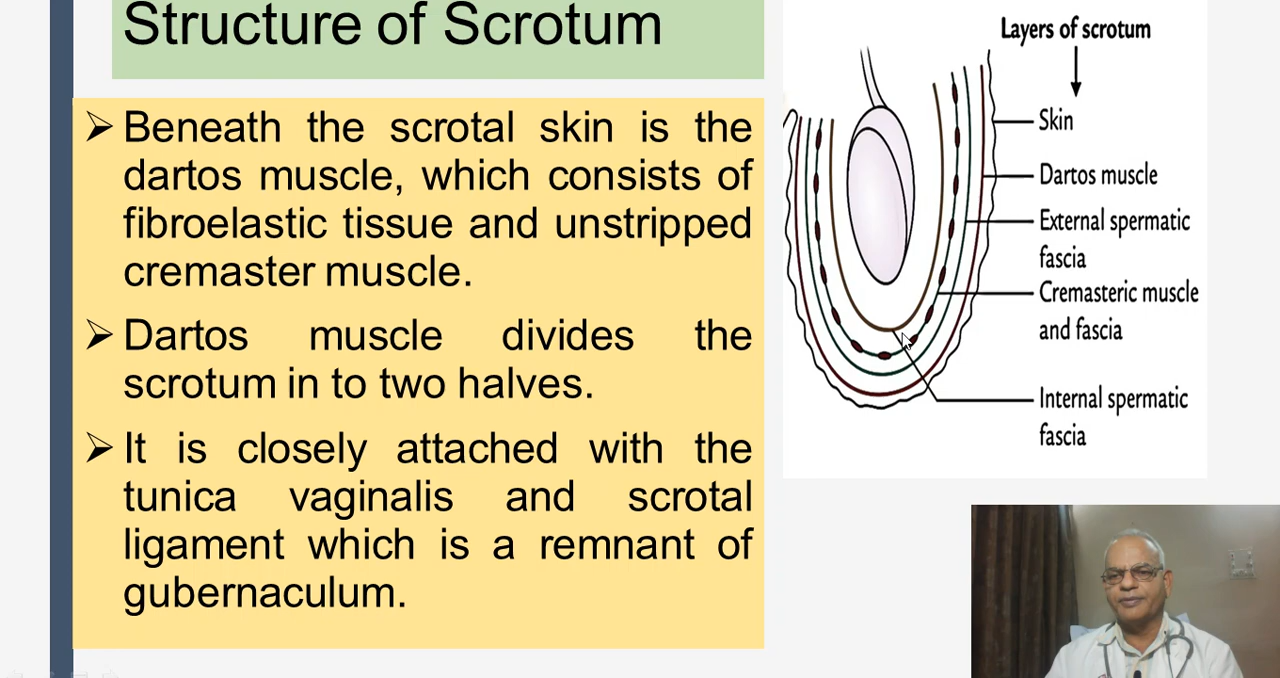 Structure of Scrotum
➢ Beneath the scrotal skin is the
dartos muscle, which consists of
fibroelastic tissue and unstripped
cremaster muscle.
➢ Dartos muscle divides the
scrotum in to two halves.
➢ It is closely attached with the
tunica vaginalis and scrotal
ligament which is a remnant of
gubernaculum.
Layers of scrotum
Skin
Dartos muscle
External spermatic
fascia
Cremasteric muscle
and fascia
Internal spermatic
fascia